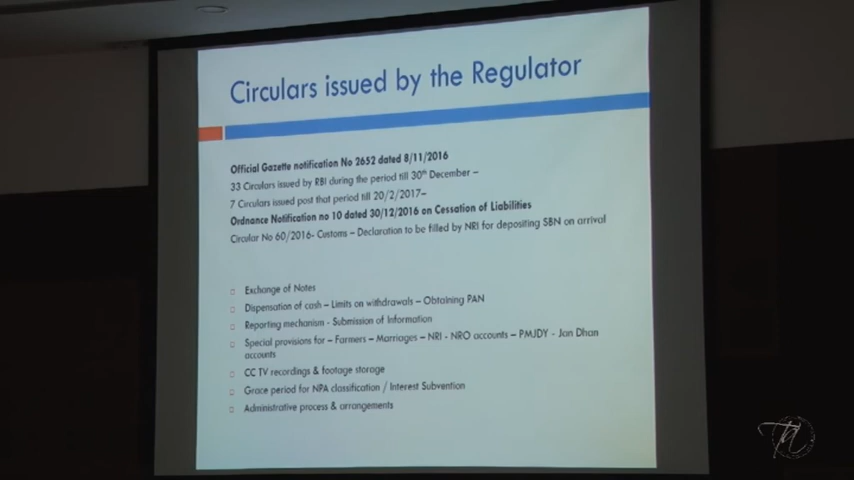 Circulars issued by the Regulator
Official Gazette notification No 2652 dated 8/11/2016
33 Circulars issued by RBI during the period till 30th December –
7 Circulars issued post that period till 20/2/2017–
Ordnance Notification no 10 dated 30/12/2016 on Cessation of Liabilities
Circular No 60/2016- Customs – Declaration to be filled by NRI for depositing SBN on arrival
Exchange of Notes
Dispensation of cash – Limits on withdrawals – Obtaining PAN
Reporting mechanism - Submission of Information
Special provisions for – Farmers – Marriages – NRI - NRO accounts – PMJDY - Jan Dhan
accounts
CC TV recordings & footage storage
Grace period for NPA classification / Interest Subvention
Administrative process & arrangements